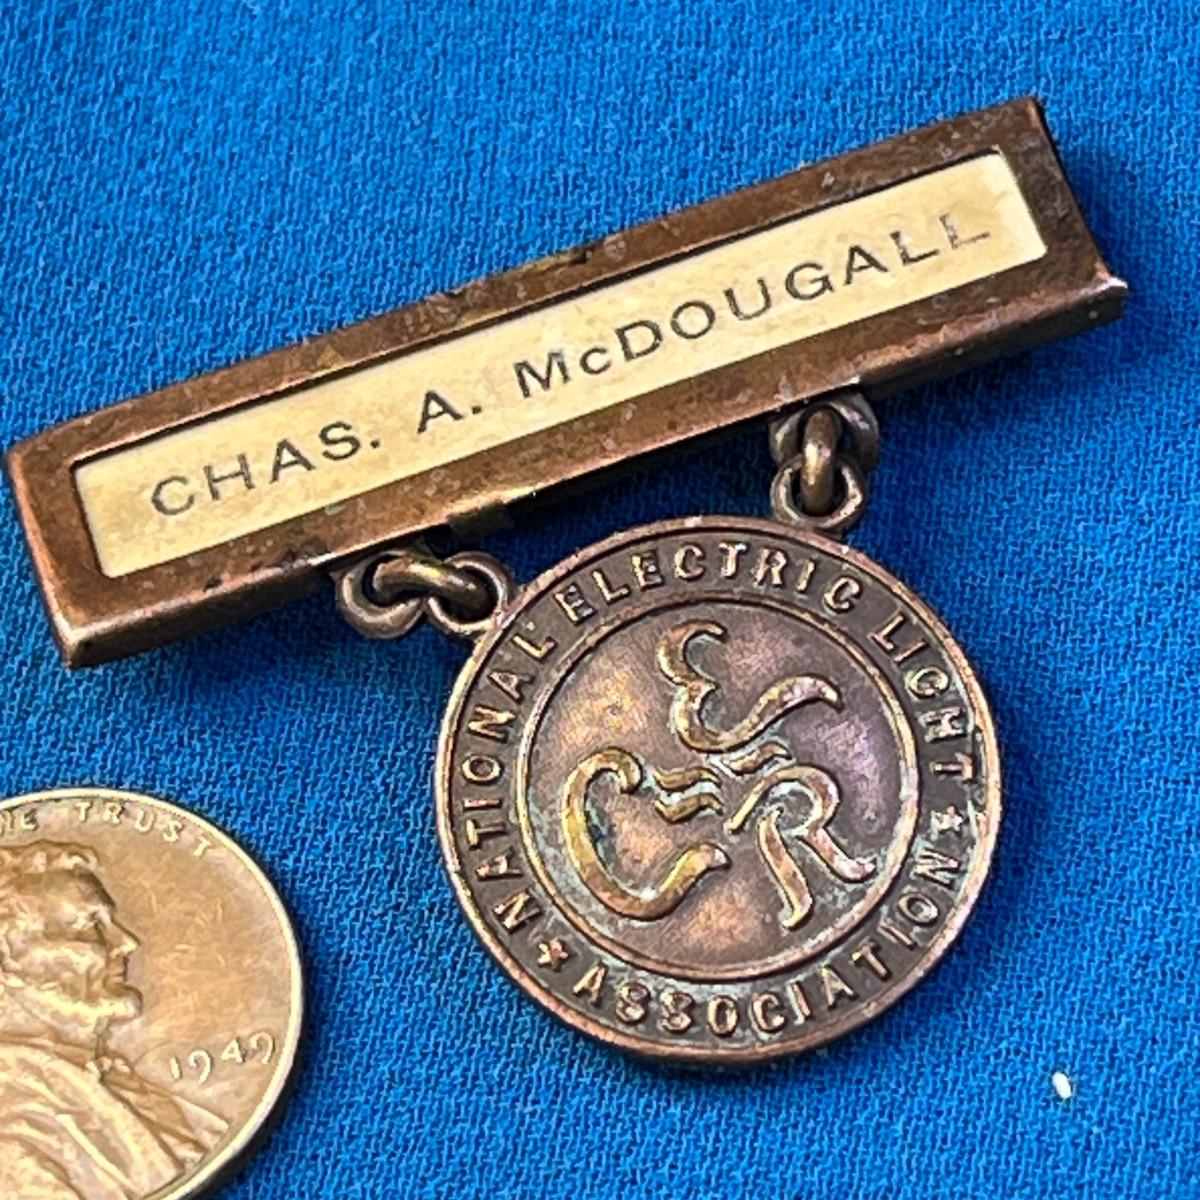 CHAS. A. McDOUGALL
NATIONAL ELECTRIC LIGHT
ASSOCIATION
E
C=R
TRUST
1949